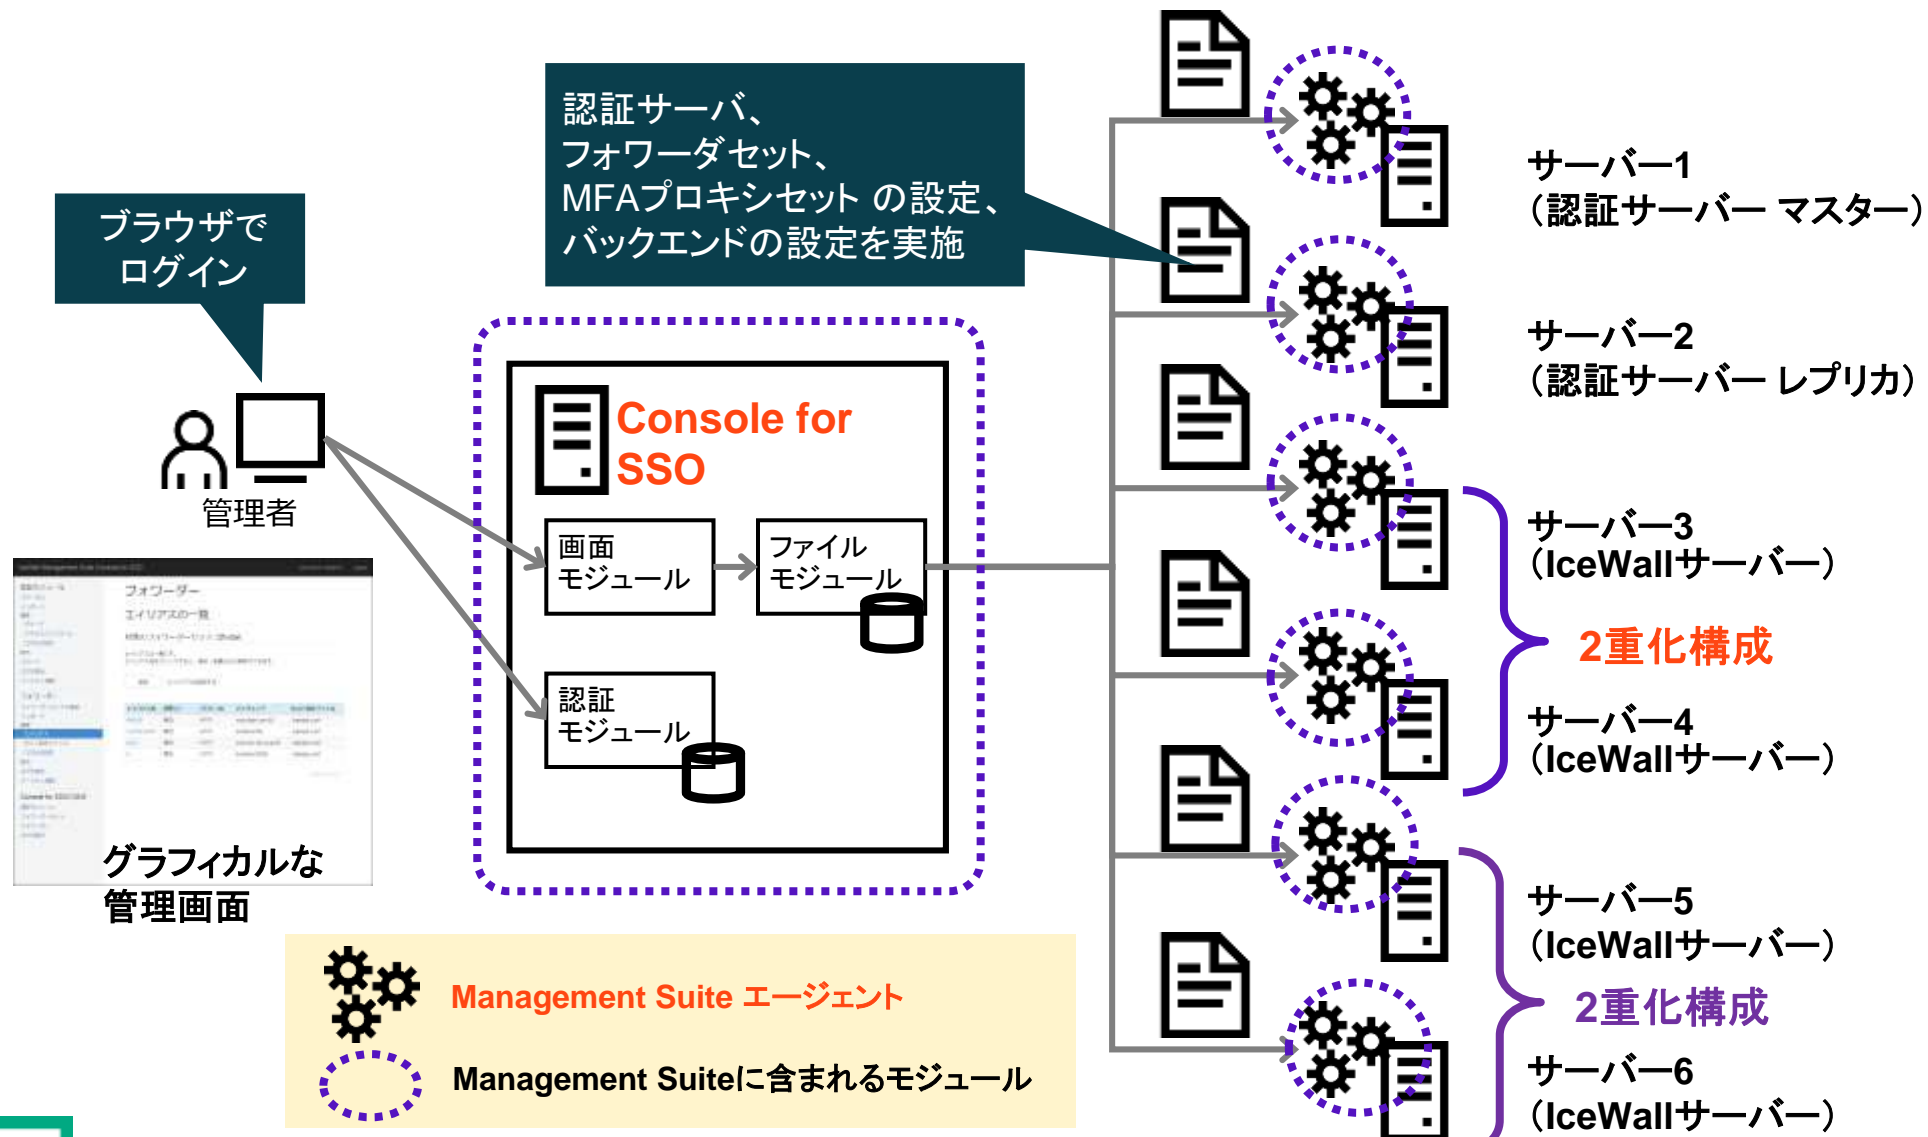 認証サーバ、
フォワーダセット、
MFAプロキシセット の設定、
バックエンドの設定を実施
ブラウザで
ログイン
管理者
Console for
SSO
画面
モジュール
ファイル
モジュール
認証
モジュール
フォワーダー
エイリアスの一覧
グラフィカルな
管理画面
Management Suite エージェント
Management Suiteに含まれるモジュール
サーバー1
（認証サーバー マスター）
サーバー2
（認証サーバー レプリカ）
サーバー3
（IceWallサーバー）
2重化構成
サーバー4
（IceWallサーバー）
サーバー5
（IceWallサーバー）
2重化構成
サーバー6
（IceWallサーバー）